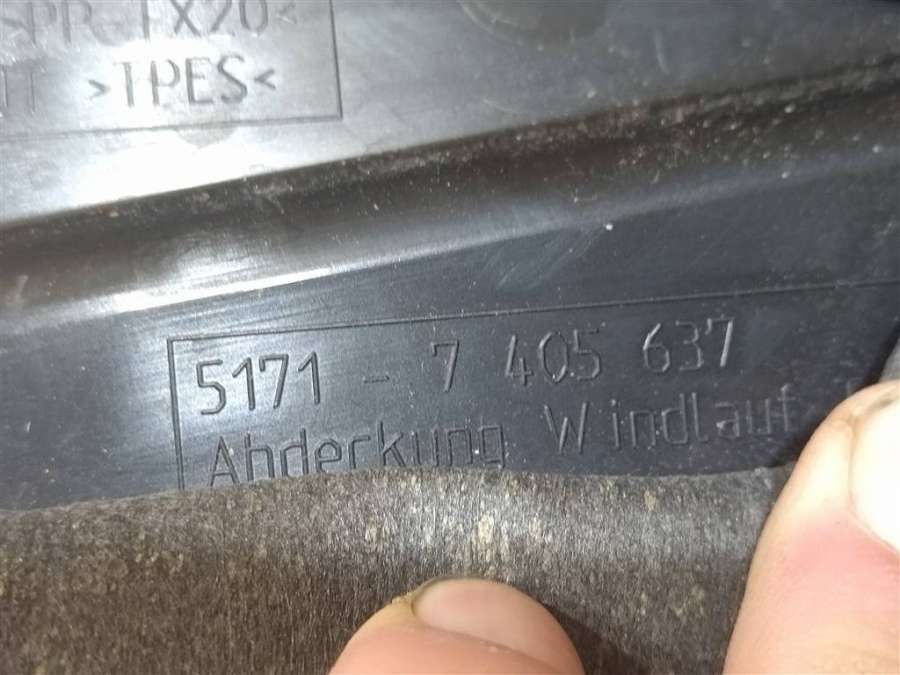 >PP-TX20<
>TPES<
5171 - 7 405 637
Abdeckung Windlauf